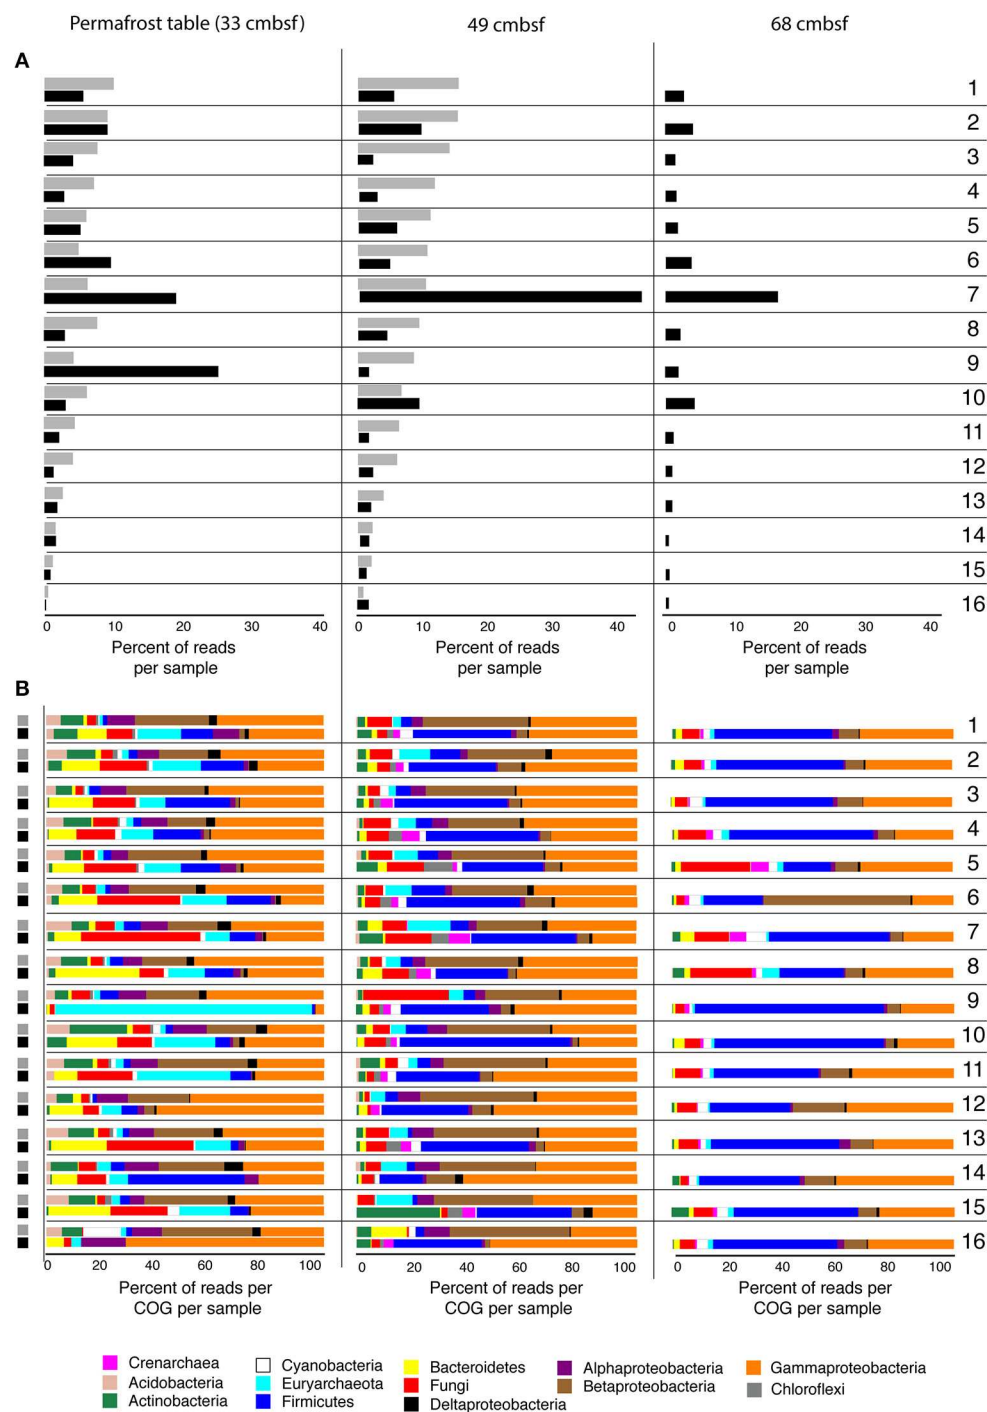 Permafrost table (33 cmbsf)
49 cmbsf
68 cmbsf
A
1
2
3
4
5
6
7
8
9
10
11
12
13
14
15
16
0 10 20 30 40
0 10 20 30 40
0 10 20 30 40
Percent of reads
per sample
Percent of reads
per sample
Percent of reads
per sample
B
1
2
3
4
5
6
7
8
9
10
11
12
13
14
15
16
0 20 40 60 80 100
0 20 40 60 80 100
0 20 40 60 80 100
Percent of reads per
COG per sample
Percent of reads per
COG per sample
Percent of reads per
COG per sample
Crenarchaea
Acidobacteria
Actinobacteria
Cyanobacteria
Euryarchaeota
Firmicutes
Bacteroidetes
Fungi
Deltaproteobacteria
Alphaproteobacteria
Betaproteobacteria
Gammaproteobacteria
Chloroflexi